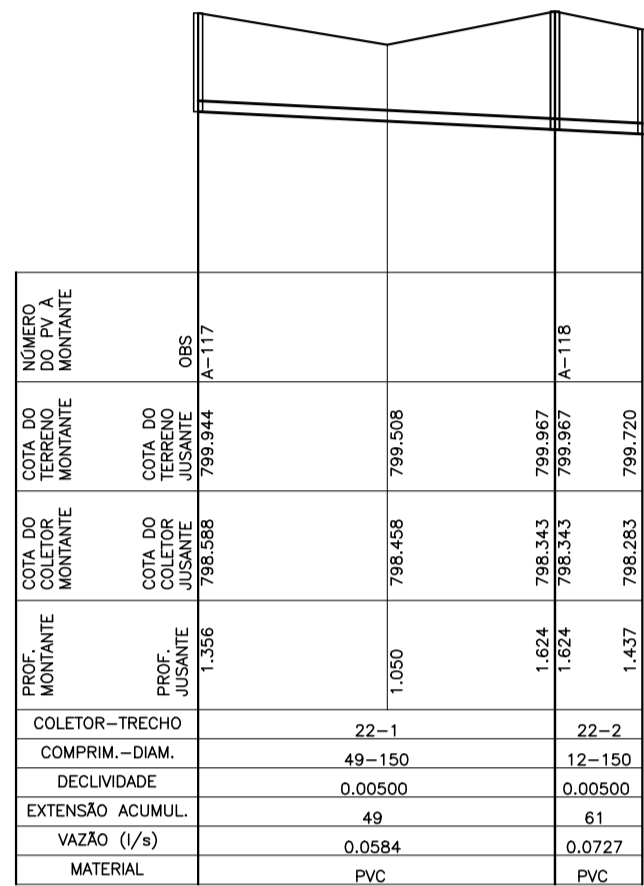 NÚMERO
DO PV À
MONTANTE
OBS
A-117
A-118
COTA DO
TERRENO
MONTANTE
COTA DO
TERRENO
JUSANTE
799.944
799.508
799.967
799.967
799.720
COTA DO
COLETOR
MONTANTE
COTA DO
COLETOR
JUSANTE
798.588
798.458
798.343
798.343
798.283
PROF.
MONTANTE
PROF.
JUSANTE
1.356
1.050
1.624
1.624
1.437
COLETOR-TRECHO 22-1 22-2
COMPRIM.-DIAM. 49-150 12-150
DECLIVIDADE 0.00500 0.00500
EXTENSÃO ACUMUL. 49 61
VAZÃO (l/s) 0.0584 0.0727
MATERIAL PVC PVC